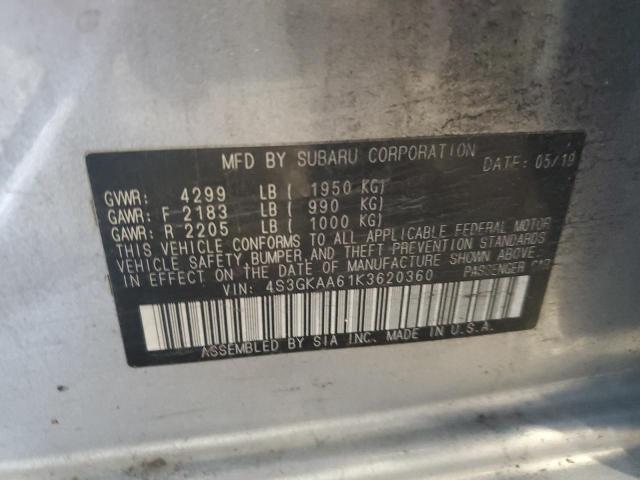 MFD BY SUBARU CORPORATION DATE: 05/19
GVWR: 4299 LB ( 1950 KG)
GAWR: F 2183 LB ( 990 KG)
GAWR: R 2205 LB ( 1000 KG)
THIS VEHICLE CONFORMS TO ALL APPLICABLE FEDERAL MOTOR
VEHICLE SAFETY, BUMPER, AND THEFT PREVENTION STANDARDS
IN EFFECT ON THE DATE OF MANUFACTURE SHOWN ABOVE.
VIN: 4S3GKAA61K3620360 PASSENGER CAR
ASSEMBLED BY SIA INC. MADE IN U.S.A.